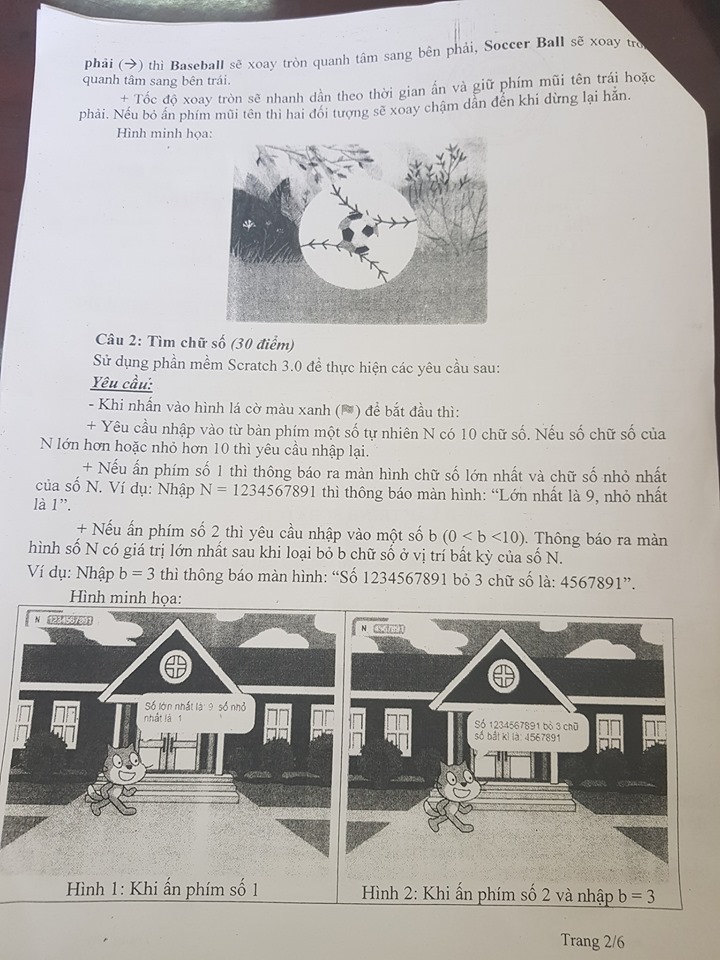 phải (→) thì Baseball sẽ xoay tròn quanh tâm sang bên phải, Soccer Ball sẽ xoay
quanh tâm sang bên trái.
+ Tốc độ xoay tròn sẽ nhanh dần theo thời gian ấn và giữ phím mũi tên trái hoặc
phải. Nếu bỏ ấn phím mũi tên thì hai đối tượng sẽ xoay chậm dần đến khi dừng lại hẳn.
Hình minh họa:
Câu 2: Tìm chữ số (30 điểm)
Sử dụng phần mềm Scratch 3.0 để thực hiện các yêu cầu sau:
Yêu cầu:
- Khi nhấn vào hình lá cờ màu xanh (⚑) để bắt đầu thì:
+ Yêu cầu nhập vào từ bàn phím một số tự nhiên N có 10 chữ số. Nếu số chữ số của
N lớn hơn hoặc nhỏ hơn 10 thì yêu cầu nhập lại.
+ Nếu ấn phím số 1 thì thông báo ra màn hình chữ số lớn nhất và chữ số nhỏ nhất
của số N. Ví dụ: Nhập N = 1234567891 thì thông báo màn hình: “Lớn nhất là 9, nhỏ nhất
là 1”.
+ Nếu ấn phím số 2 thì yêu cầu nhập vào một số b (0 < b <10). Thông báo ra màn
hình số N có giá trị lớn nhất sau khi loại bỏ b chữ số ở vị trí bất kỳ của số N.
Ví dụ: Nhập b = 3 thì thông báo màn hình: “Số 1234567891 bỏ 3 chữ số là: 4567891”.
Hình minh họa:
N 1234567891
Số lớn nhất là: 9 số nhỏ
nhất là 1
Hình 1: Khi ấn phím số 1
N 4567891
Số 1234567891 bỏ 3 chữ
số bất kì là: 4567891
Hình 2: Khi ấn phím số 2 và nhập b = 3
Trang 2/6